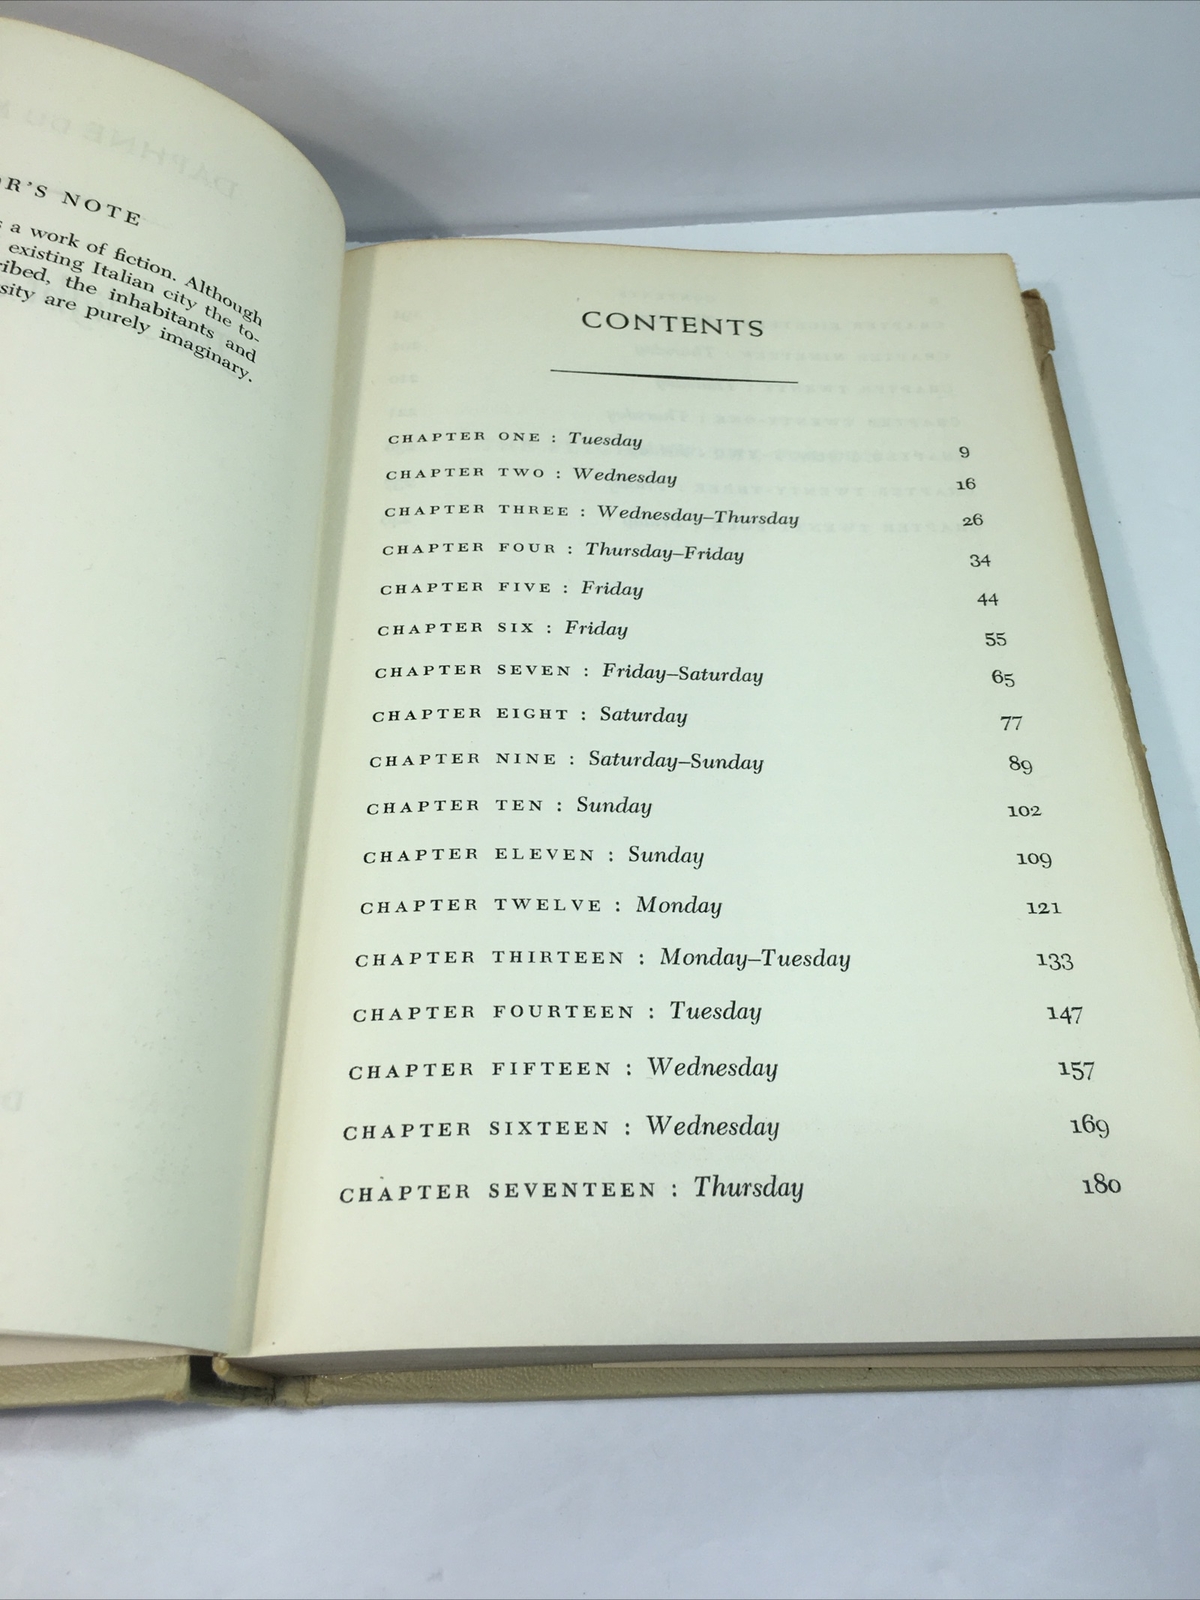 DAPHNE DU
OR'S NOTE
a work of fiction. Although
existing Italian city the to-
ribed, the inhabitants and
sity are purely imaginary.
CONTENTS
CHAPTER ONE : Tuesday 9
CHAPTER TWO : Wednesday 16
CHAPTER THREE : Wednesday–Thursday 26
CHAPTER FOUR : Thursday–Friday 34
CHAPTER FIVE : Friday 44
CHAPTER SIX : Friday 55
CHAPTER SEVEN : Friday–Saturday 65
CHAPTER EIGHT : Saturday 77
CHAPTER NINE : Saturday–Sunday 89
CHAPTER TEN : Sunday 102
CHAPTER ELEVEN : Sunday 109
CHAPTER TWELVE : Monday 121
CHAPTER THIRTEEN : Monday–Tuesday 133
CHAPTER FOURTEEN : Tuesday 147
CHAPTER FIFTEEN : Wednesday 157
CHAPTER SIXTEEN : Wednesday 169
CHAPTER SEVENTEEN : Thursday 180